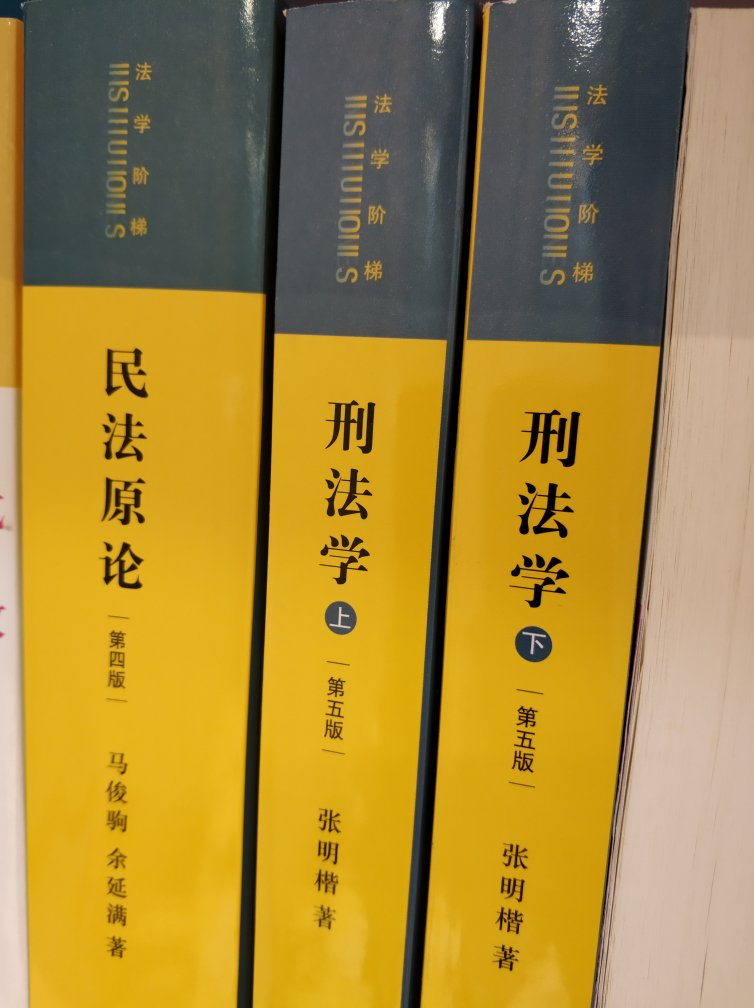 法学阶梯
INSTITUTIONES
民法原论
第四版
马俊驹 余延满 著
法学阶梯
INSTITUTIONES
刑法学
上
第五版
张明楷 著
法学阶梯
INSTITUTIONES
刑法学
下
第五版
张明楷 著